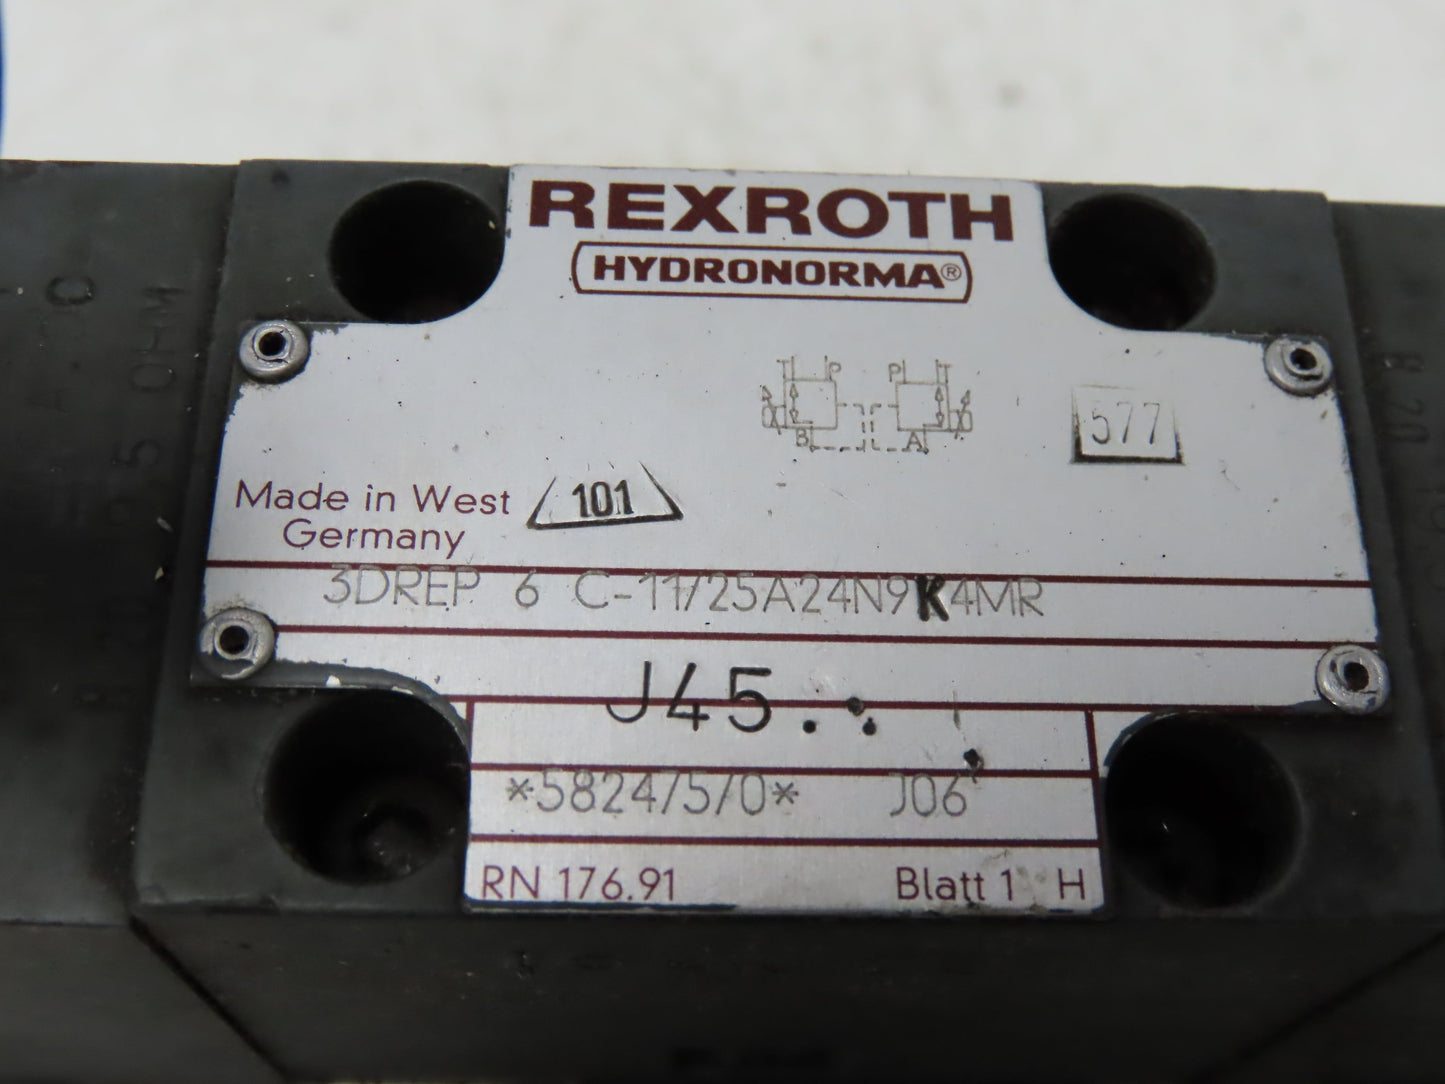 REXROTH
HYDRONORMA®
T P P T
B A
577
Made in West
Germany
101
3DREP 6 C-11/25A24N9K4MR
J45..
*5824/5/0* J06
RN 176.91 Blatt 1 H
OHM